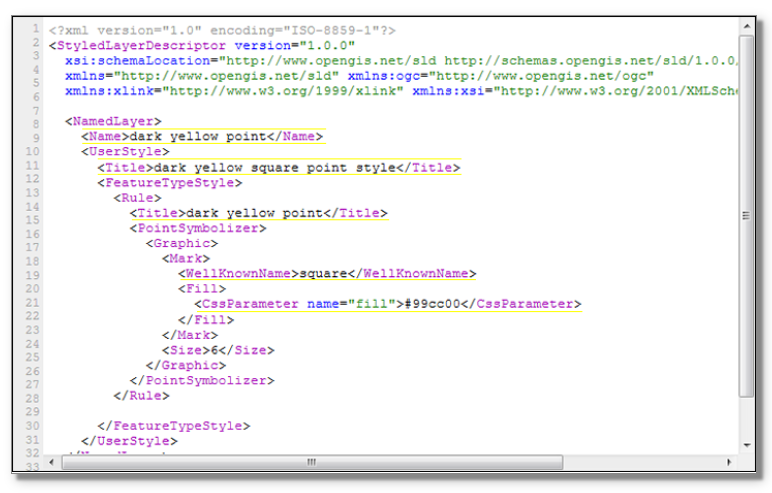 1 <?xml version="1.0" encoding="ISO-8859-1"?>
2 <StyledLayerDescriptor version="1.0.0"
3 xsi:schemaLocation="http://www.opengis.net/sld http://schemas.opengis.net/sld/1.0.0/
4 xmlns="http://www.opengis.net/sld" xmlns:ogc="http://www.opengis.net/ogc"
5 xmlns:xlink="http://www.w3.org/1999/xlink" xmlns:xsi="http://www.w3.org/2001/XMLSche
6
7
8 <NamedLayer>
9 <Name>dark yellow point</Name>
10 <UserStyle>
11 <Title>dark yellow square point style</Title>
12 <FeatureTypeStyle>
13 <Rule>
14 <Title>dark yellow point</Title>
15
16 <PointSymbolizer>
17 <Graphic>
18 <Mark>
19 <WellKnownName>square</WellKnownName>
20 <Fill>
21 <CssParameter name="fill">#99cc00</CssParameter>
22 </Fill>
23 </Mark>
24 <Size>6</Size>
25
26 </Graphic>
27 </PointSymbolizer>
28 </Rule>
29
30 </FeatureTypeStyle>
31 </UserStyle>
32
33